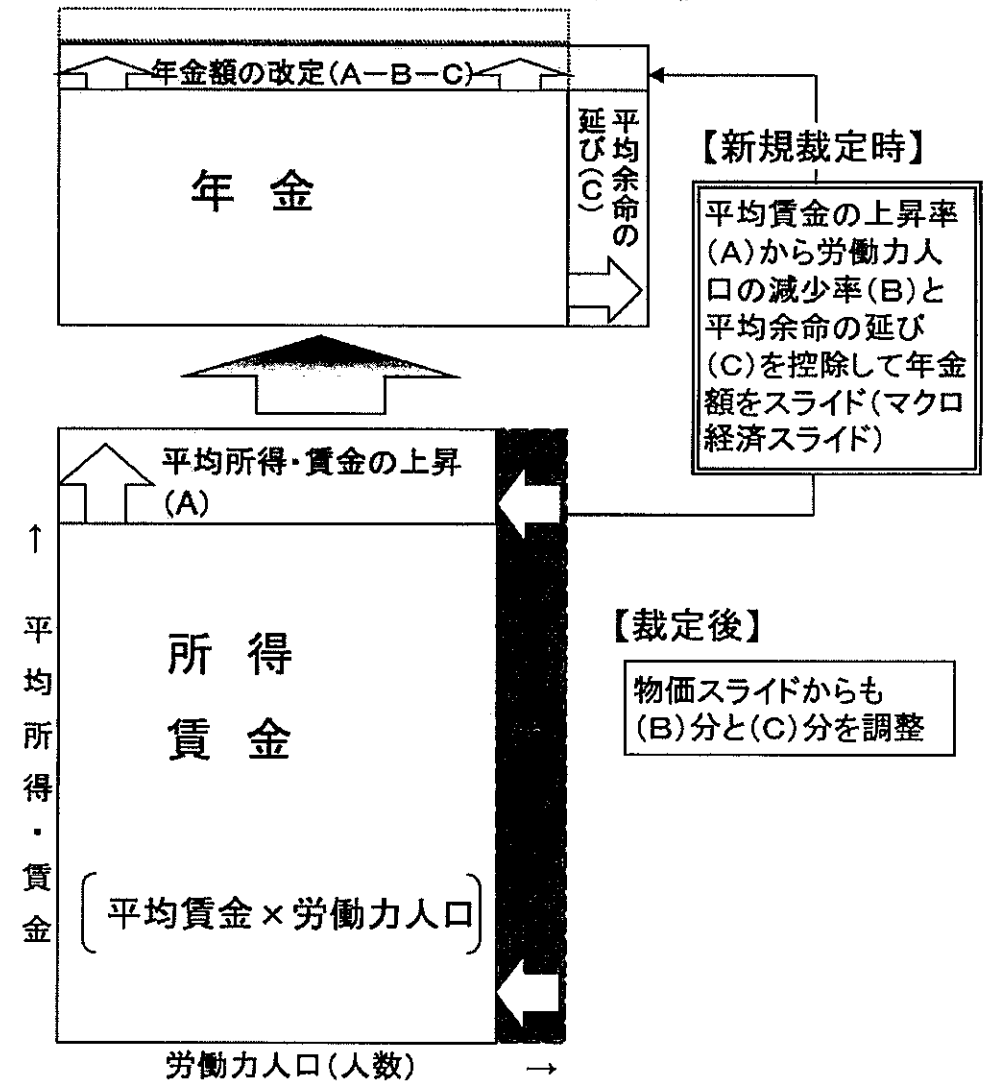 年金額の改定(A－B－C)
年 金
平均余命の
延び(C)
【新規裁定時】
平均賃金の上昇率
(A)から労働力人
口の減少率(B)と
平均余命の延び
(C)を控除して年金
額をスライド(マクロ
経済スライド)
平均所得・賃金の上昇
(A)
↑
平均所得・賃金
所 得
賃 金
平均賃金×労働力人口
【裁定後】
物価スライドからも
(B)分と(C)分を調整
労働力人口(人数) →